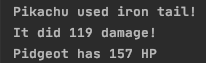 Pikachu used iron tail!
It did 119 damage!
Pidgeot has 157 HP